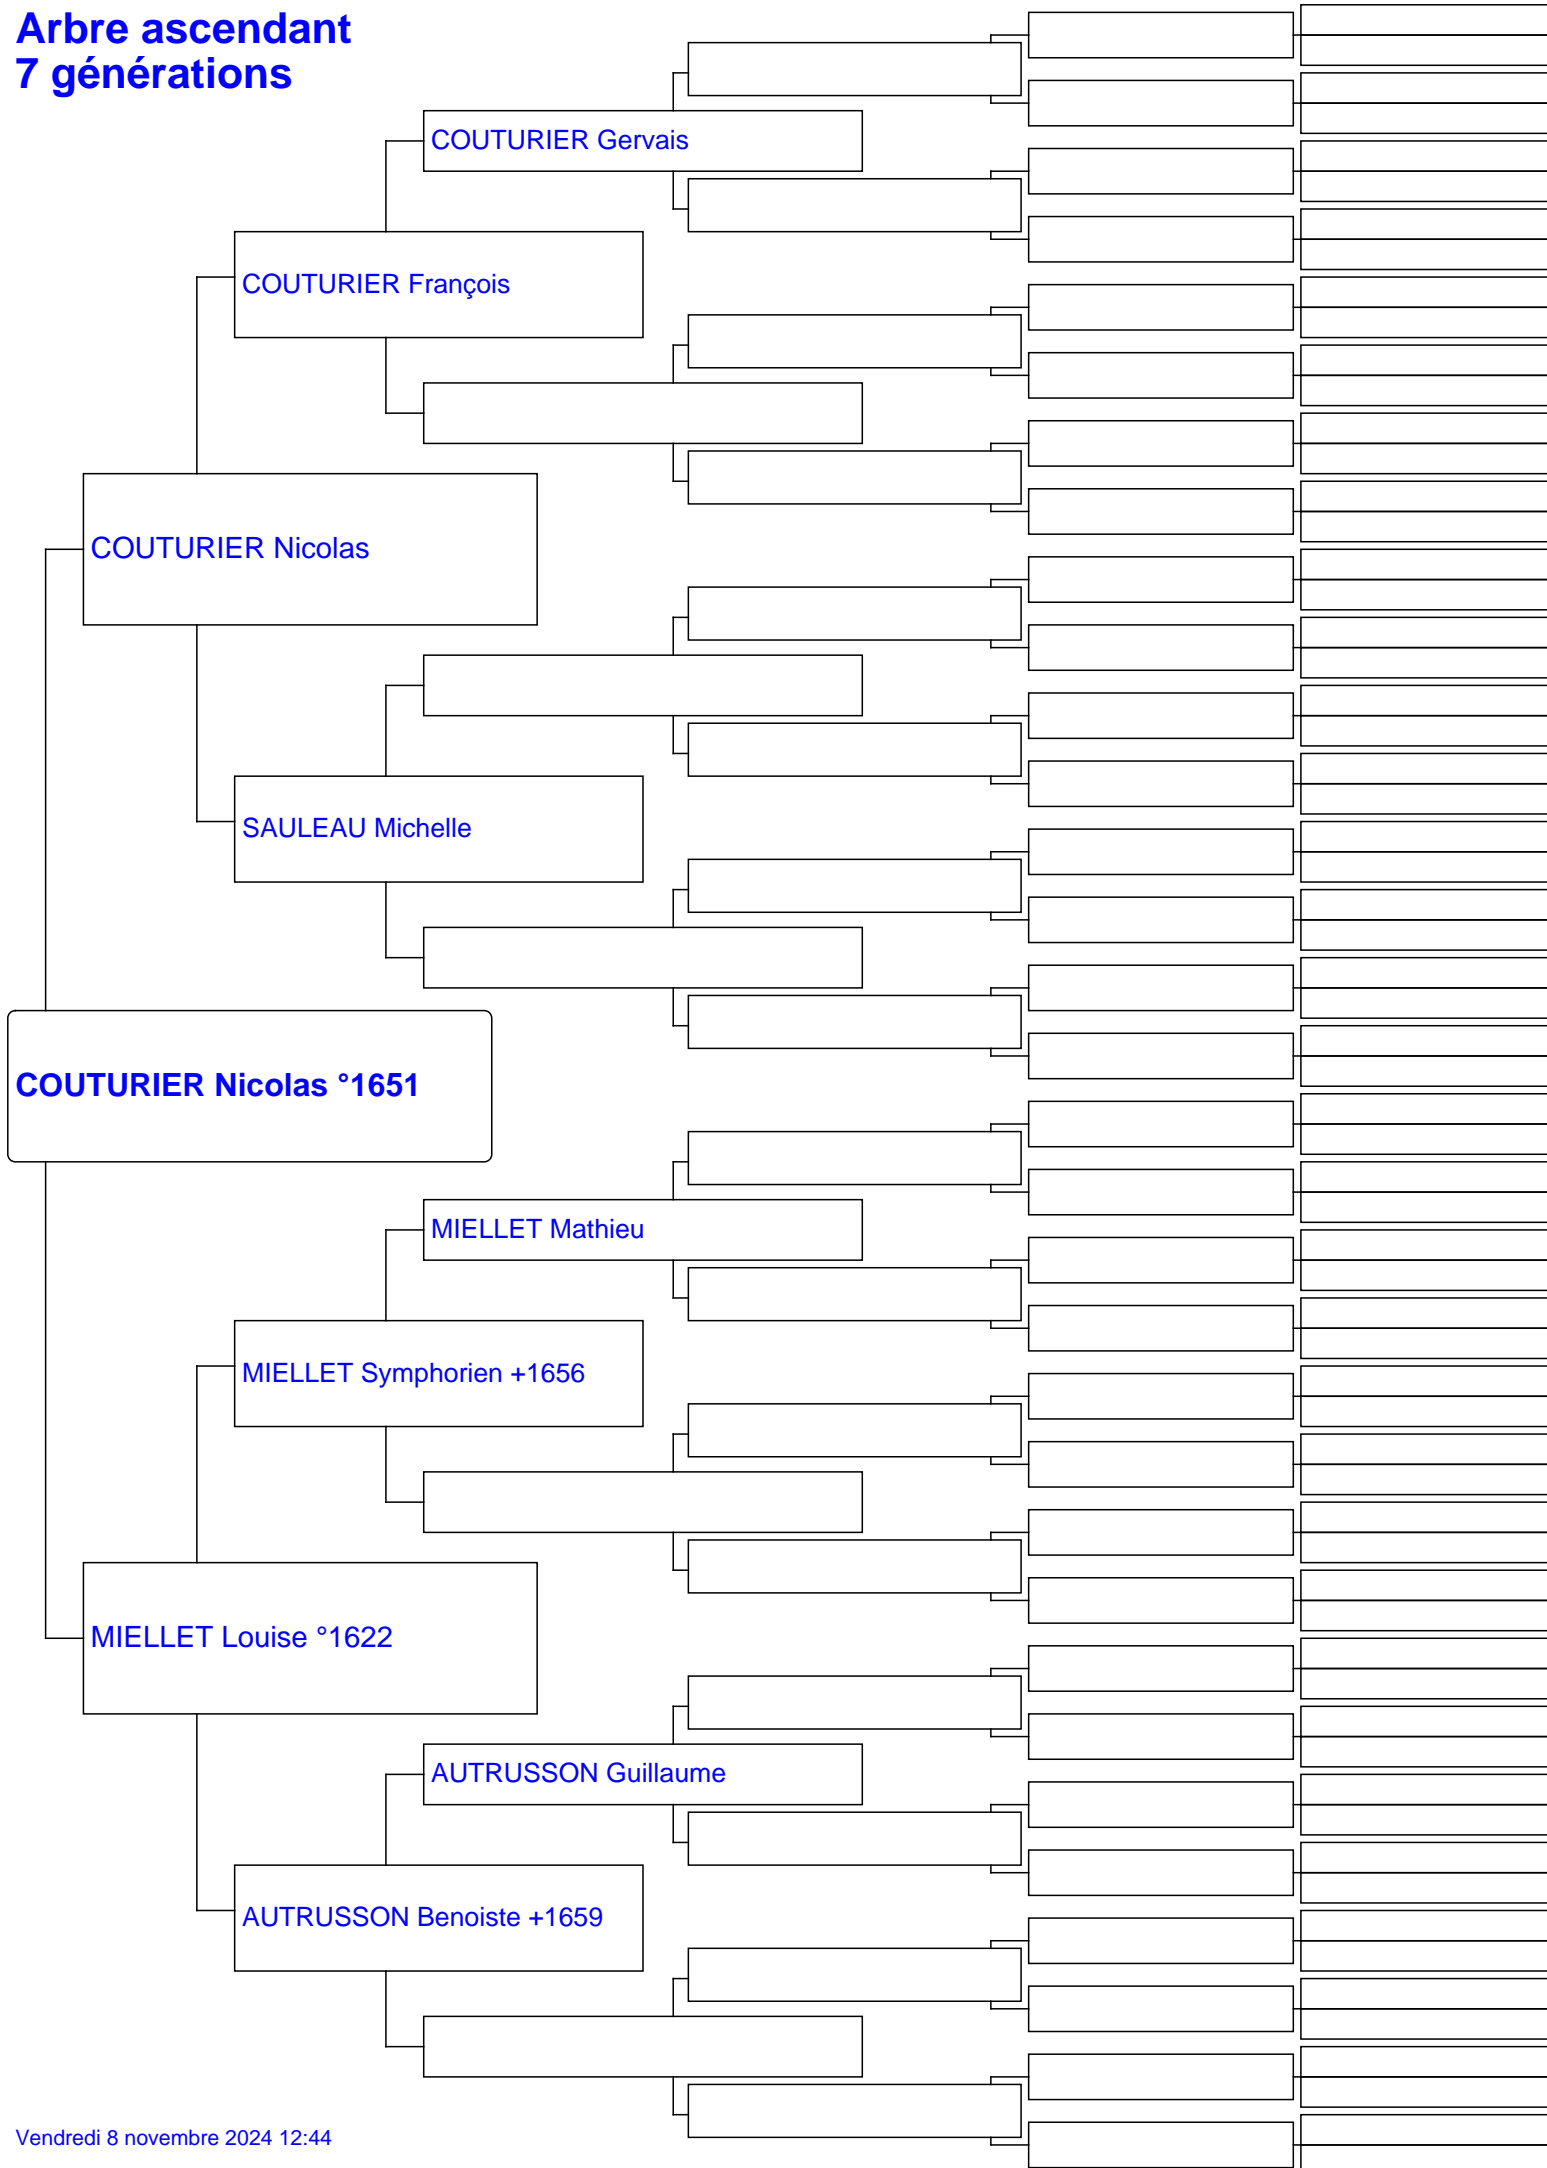 Arbre ascendant
7 générations
COUTURIER Gervais
COUTURIER François
COUTURIER Nicolas
SAULEAU Michelle
COUTURIER Nicolas °1651
MIELLET Mathieu
MIELLET Symphorien +1656
MIELLET Louise °1622
AUTRUSSON Guillaume
AUTRUSSON Benoiste +1659
Vendredi 8 novembre 2024 12:44